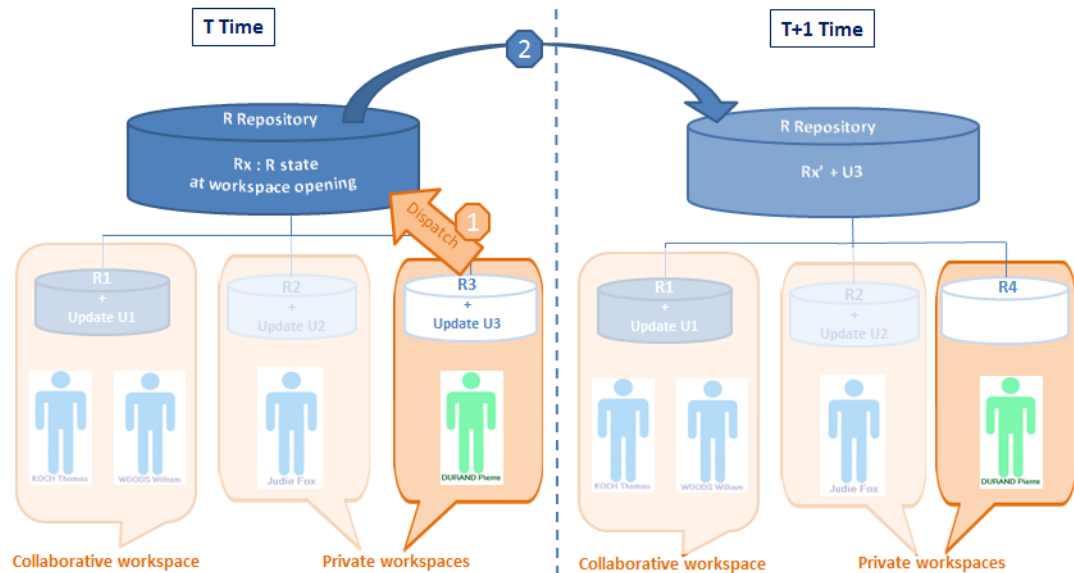 T Time
T+1 Time
2
R Repository
Rx : R state
at workspace opening
R Repository
Rx' + U3
1
Dispatch
R1
+
Update U1
R2
+
Update U2
R3
+
Update U3
R1
+
Update U1
R2
+
Update U2
R4
KOCH Thomas
WOODS William
Judie Fox
DURAND Pierre
KOCH Thomas
WOODS William
Judie Fox
DURAND Pierre
Collaborative workspace
Private workspaces
Collaborative workspace
Private workspaces